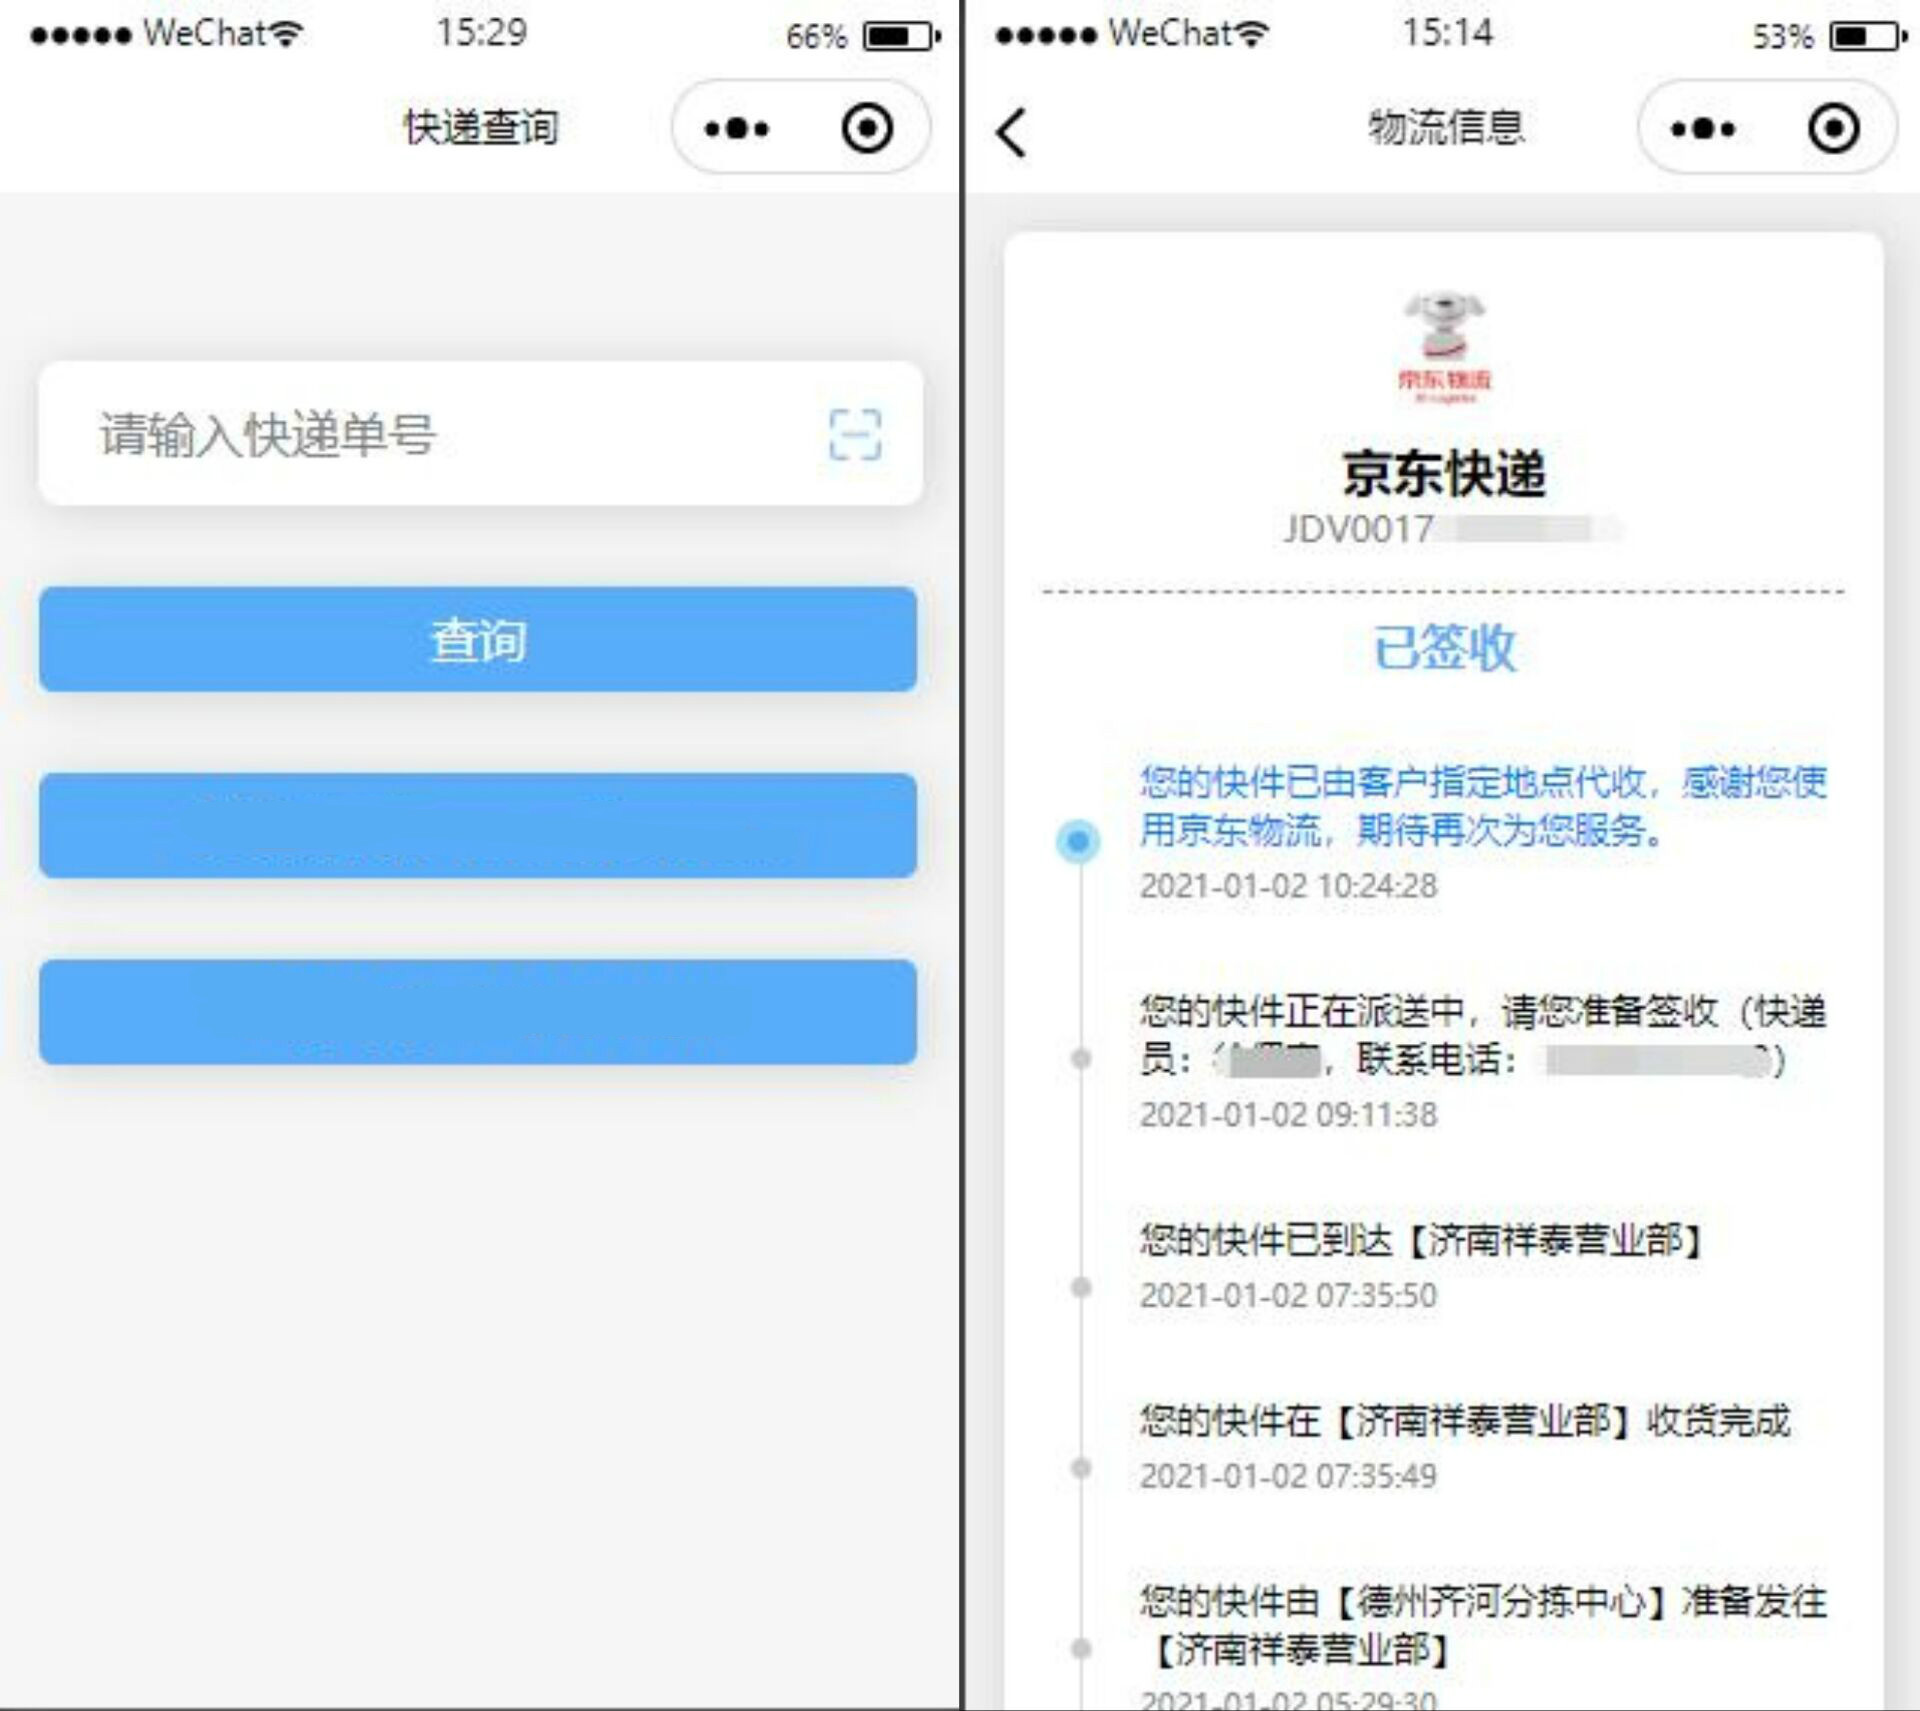 WeChat 15:29 66%
快递查询
请输入快递单号
查询
WeChat 15:14 53%
物流信息
京东物流
京东快递
JDV0017
已签收
您的快件已由客户指定地点代收，感谢您使
用京东物流，期待再次为您服务。
2021-01-02 10:24:28
您的快件正在派送中，请您准备签收（快递
员：，联系电话：）
2021-01-02 09:11:38
您的快件已到达【济南祥泰营业部】
2021-01-02 07:35:50
您的快件在【济南祥泰营业部】收货完成
2021-01-02 07:35:49
您的快件由【德州齐河分拣中心】准备发往
【济南祥泰营业部】
2021-01-02 05:29:30